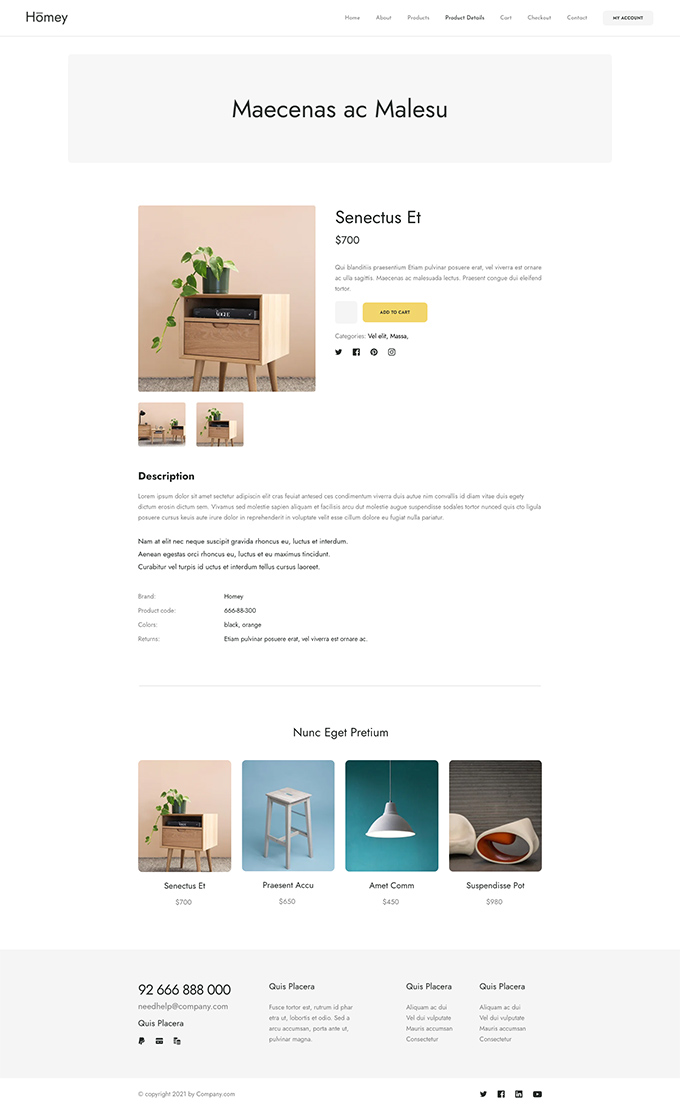 Hōmey
Home About Products Product Details Cart Checkout Contact MY ACCOUNT
Maecenas ac Malesu
Senectus Et
$700
Qui blanditiis praesentium Etiam pulvinar posuere erat, vel viverra est ornare
ac ulla sagittis. Maecenas ac malesuada lectus. Praesent congue dui eleifend
tortor.
ADD TO CART
Categories: Vel elit, Massa,
VOGUE
Description
Lorem ipsum dolor sit amet sectetur adipiscin elit cras feuiat antesed ces condimentum viverra duis autue nim convallis id diam vitae duis egety
dictum erosin dictum sem. Vivamus sed molestie sapien aliquam et facilisis arcu dut molestie augue suspendisse sodales tortor nunced quis cto ligula
posuere cursus keuis aute irure dolor in reprehenderit in voluptate velit esse cillum dolore eu fugiat nulla pariatur.
Nam at elit nec neque suscipit gravida rhoncus eu, luctus et interdum.
Aenean egestas orci rhoncus eu, luctus et eu maximus tincidunt.
Curabitur vel turpis id uctus et interdum tellus cursus laoreet.
Brand: Homey
Product code: 666-88-300
Colors: black, orange
Returns: Etiam pulvinar posuere erat, vel viverra est ornare ac.
Nunc Eget Pretium
Senectus Et Praesent Accu Amet Comm Suspendisse Pot
$700 $650 $450 $980
92 666 888 000
needhelp@company.com
Quis Placera
Quis Placera
Fusce tortor est, rutrum id phar
etra ut, lobortis et odio. Sed a
arcu accumsan, porta ante ut,
pulvinar magna.
Quis Placera
Aliquam ac dui
Vel dui vulputate
Mauris accumsan
Consectetur
Quis Placera
Aliquam ac dui
Vel dui vulputate
Mauris accumsan
Consectetur
© copyright 2021 by Company.com